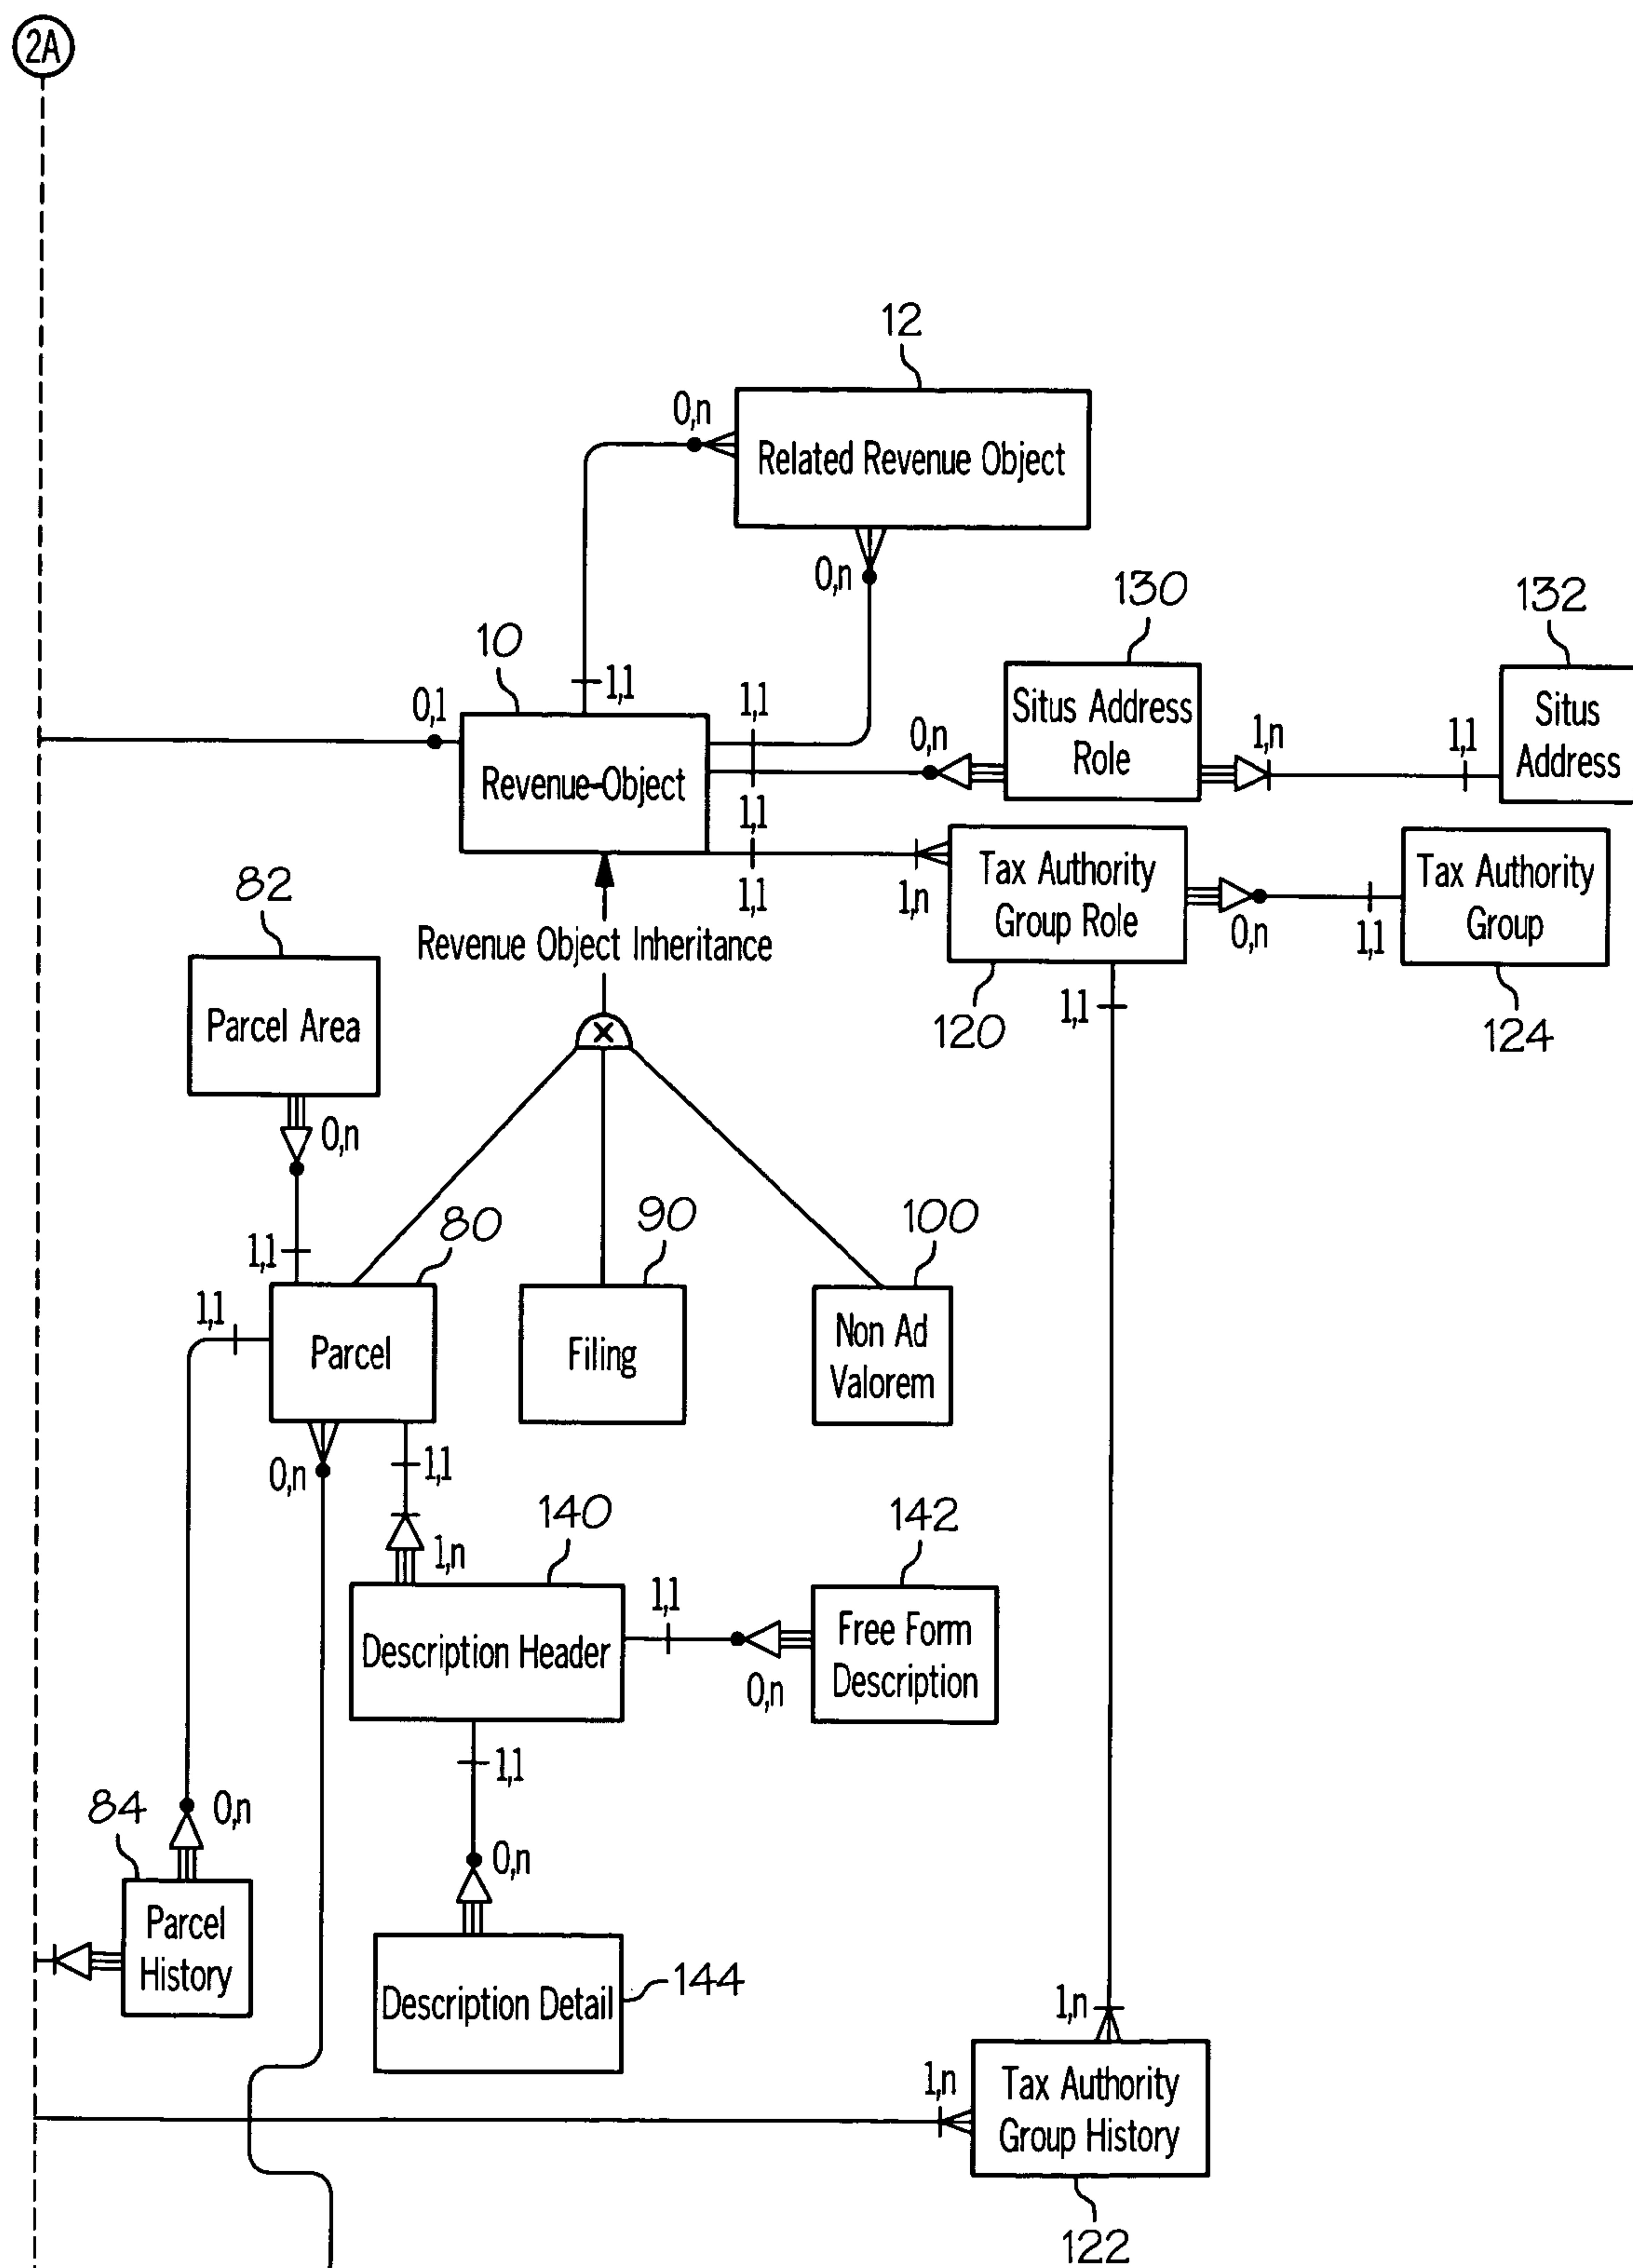 2A
12
0,n
Related Revenue Object
0,n
130
132
10
1,1
0,1
1,1
0,n
Situs Address
Role
1,n
1,1
Situs
Address
Revenue-Object
1,1
82
1,1
1,n
Tax Authority
Group Role
0,n
1,1
Tax Authority
Group
Revenue Object Inheritance
120
1,1
124
Parcel Area
X
0,n
80
90
100
1,1
1,1
Parcel
Filing
Non Ad
Valorem
0,n
1,1
140
142
1,n
1,1
Description Header
Free Form
Description
0,n
1,1
84
0,n
0,n
Parcel
History
Description Detail
144
1,n
1,n
Tax Authority
Group History
122